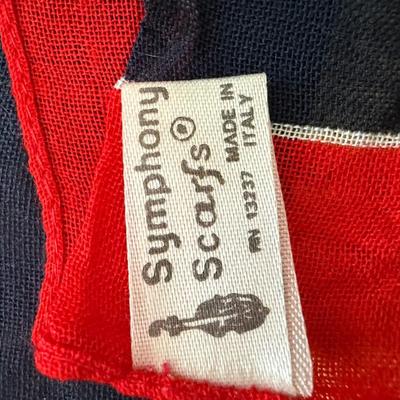 Symphony
Scarfs ®
MADE IN
ITALY
RN 13237